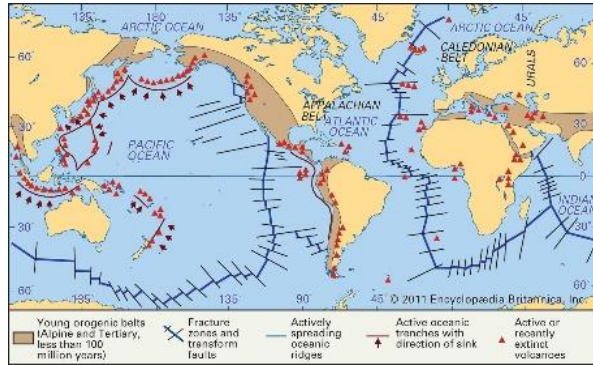 ARCTIC OCEAN
135° 180° 135° 45° ARCTIC OCEAN 45°
60°
CALEDONIAN
BELT
URALS
APPALACHIAN
BELT
ATLANTIC
OCEAN
30°
30
PACIFIC
OCEAN
0
INDIAN
OCEAN
30°
30°
60
60°
135 180 135° 90° 45° 45°
© 2011 Encyclopædia Britannica, Inc.
Young orogenic belts
(Alpine and Tertiary,
less than 100
million years)
Fracture
zones and
transform
faults
Actively
spreading
oceanic
ridges
Active oceanic
trenches with
direction of sink
Active or
recently
extinct
volcanoes